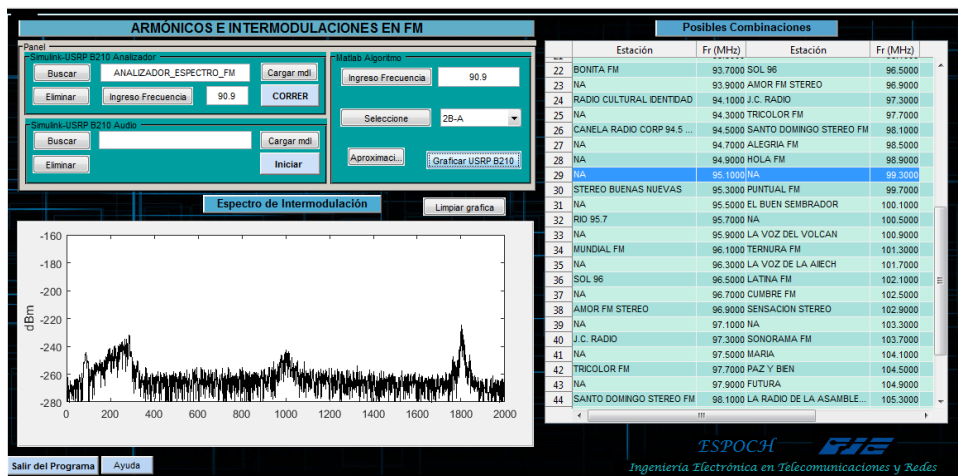 ARMÓNICOS E INTERMODULACIONES EN FM
Panel
Simulink-USRP B210 Analizador
Buscar ANALIZADOR_ESPECTRO_FM Cargar mdl
Eliminar Ingreso Frecuencia 90.9 CORRER
Simulink-USRP B210 Audio
Buscar Cargar mdl
Eliminar Iniciar
Matlab Algoritmo
Ingreso Frecuencia 90.9
Seleccione 2B-A
Aproximaci... Graficar USRP B210
Espectro de Intermodulación Limpiar grafica
-160
-180
-200
-220
-240
-260
-280
dBm
0 200 400 600 800 1000 1200 1400 1600 1800 2000
Posibles Combinaciones
Estación Fr (MHz) Estación Fr (MHz)
22 BONITA FM 93.7000 SOL 96 96.5000
23 NA 93.9000 AMOR FM STEREO 96.9000
24 RADIO CULTURAL IDENTIDAD 94.1000 J.C. RADIO 97.3000
25 NA 94.3000 TRICOLOR FM 97.7000
26 CANELA RADIO CORP 94.5 ... 94.5000 SANTO DOMINGO STEREO FM 98.1000
27 NA 94.7000 ALEGRIA FM 98.5000
28 NA 94.9000 HOLA FM 98.9000
29 NA 95.1000 NA 99.3000
30 STEREO BUENAS NUEVAS 95.3000 PUNTUAL FM 99.7000
31 NA 95.5000 EL BUEN SEMBRADOR 100.1000
32 RIO 95.7 95.7000 NA 100.5000
33 NA 95.9000 LA VOZ DEL VOLCAN 100.9000
34 MUNDIAL FM 96.1000 TERNURA FM 101.3000
35 NA 96.3000 LA VOZ DE LA AIIECH 101.7000
36 SOL 96 96.5000 LATINA FM 102.1000
37 NA 96.7000 CUMBRE FM 102.5000
38 AMOR FM STEREO 96.9000 SENSACION STEREO 102.9000
39 NA 97.1000 NA 103.3000
40 J.C. RADIO 97.3000 SONORAMA FM 103.7000
41 NA 97.5000 MARIA 104.1000
42 TRICOLOR FM 97.7000 PAZ Y BIEN 104.5000
43 NA 97.9000 FUTURA 104.9000
44 SANTO DOMINGO STEREO FM 98.1000 LA RADIO DE LA ASAMBLE... 105.3000
ESPOCH
Ingeniería Electrónica en Telecomunicaciones y Redes
Salir del Programa Ayuda